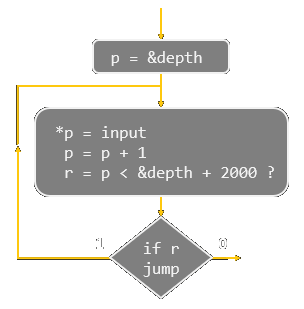 p = &depth
*p = input
p = p + 1
r = p < &depth + 2000 ?
1
0
if r
jump